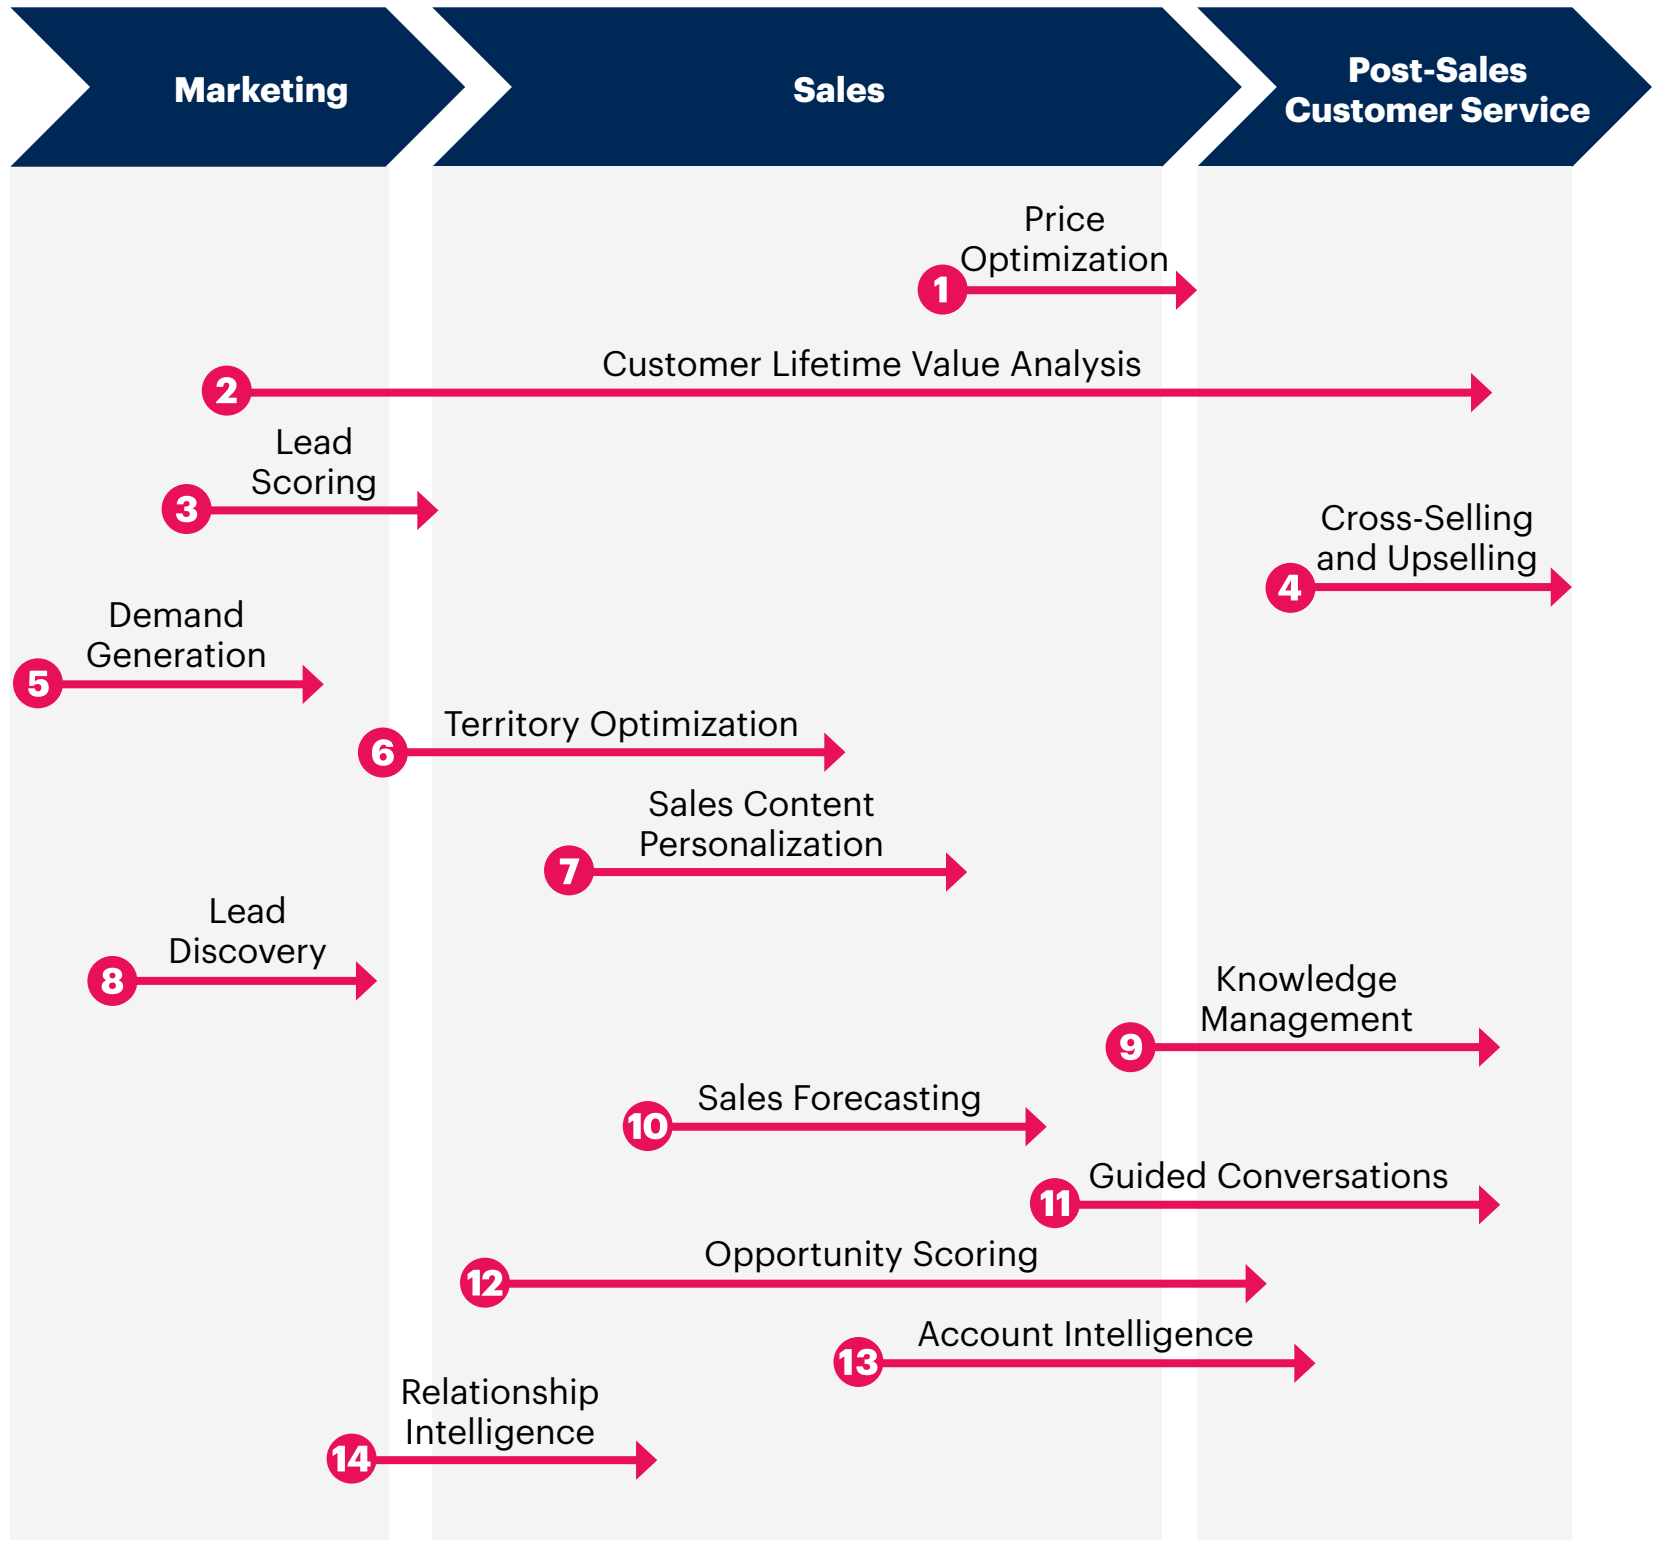 Marketing
Sales
Post-Sales
Customer Service
Price
Optimization
1
Customer Lifetime Value Analysis
2
Lead
Scoring
3
Cross-Selling
and Upselling
4
Demand
Generation
5
Territory Optimization
6
Sales Content
Personalization
7
Lead
Discovery
8
Knowledge
Management
9
Sales Forecasting
10
Guided Conversations
11
Opportunity Scoring
12
Account Intelligence
13
Relationship
Intelligence
14